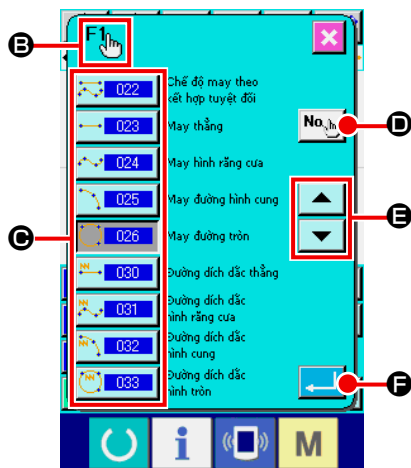 B
F1
022
Chế độ may theo
kết hợp tuyệt đối
023
May thẳng
No.
D
024
May hình răng cưa
025
May đường hình cung
E
C
026
May đường tròn
030
Đường dích dắc thẳng
031
Đường dích dắc
hình răng cưa
032
Đường dích dắc
hình cung
033
Đường dích dắc
hình tròn
F
i
M